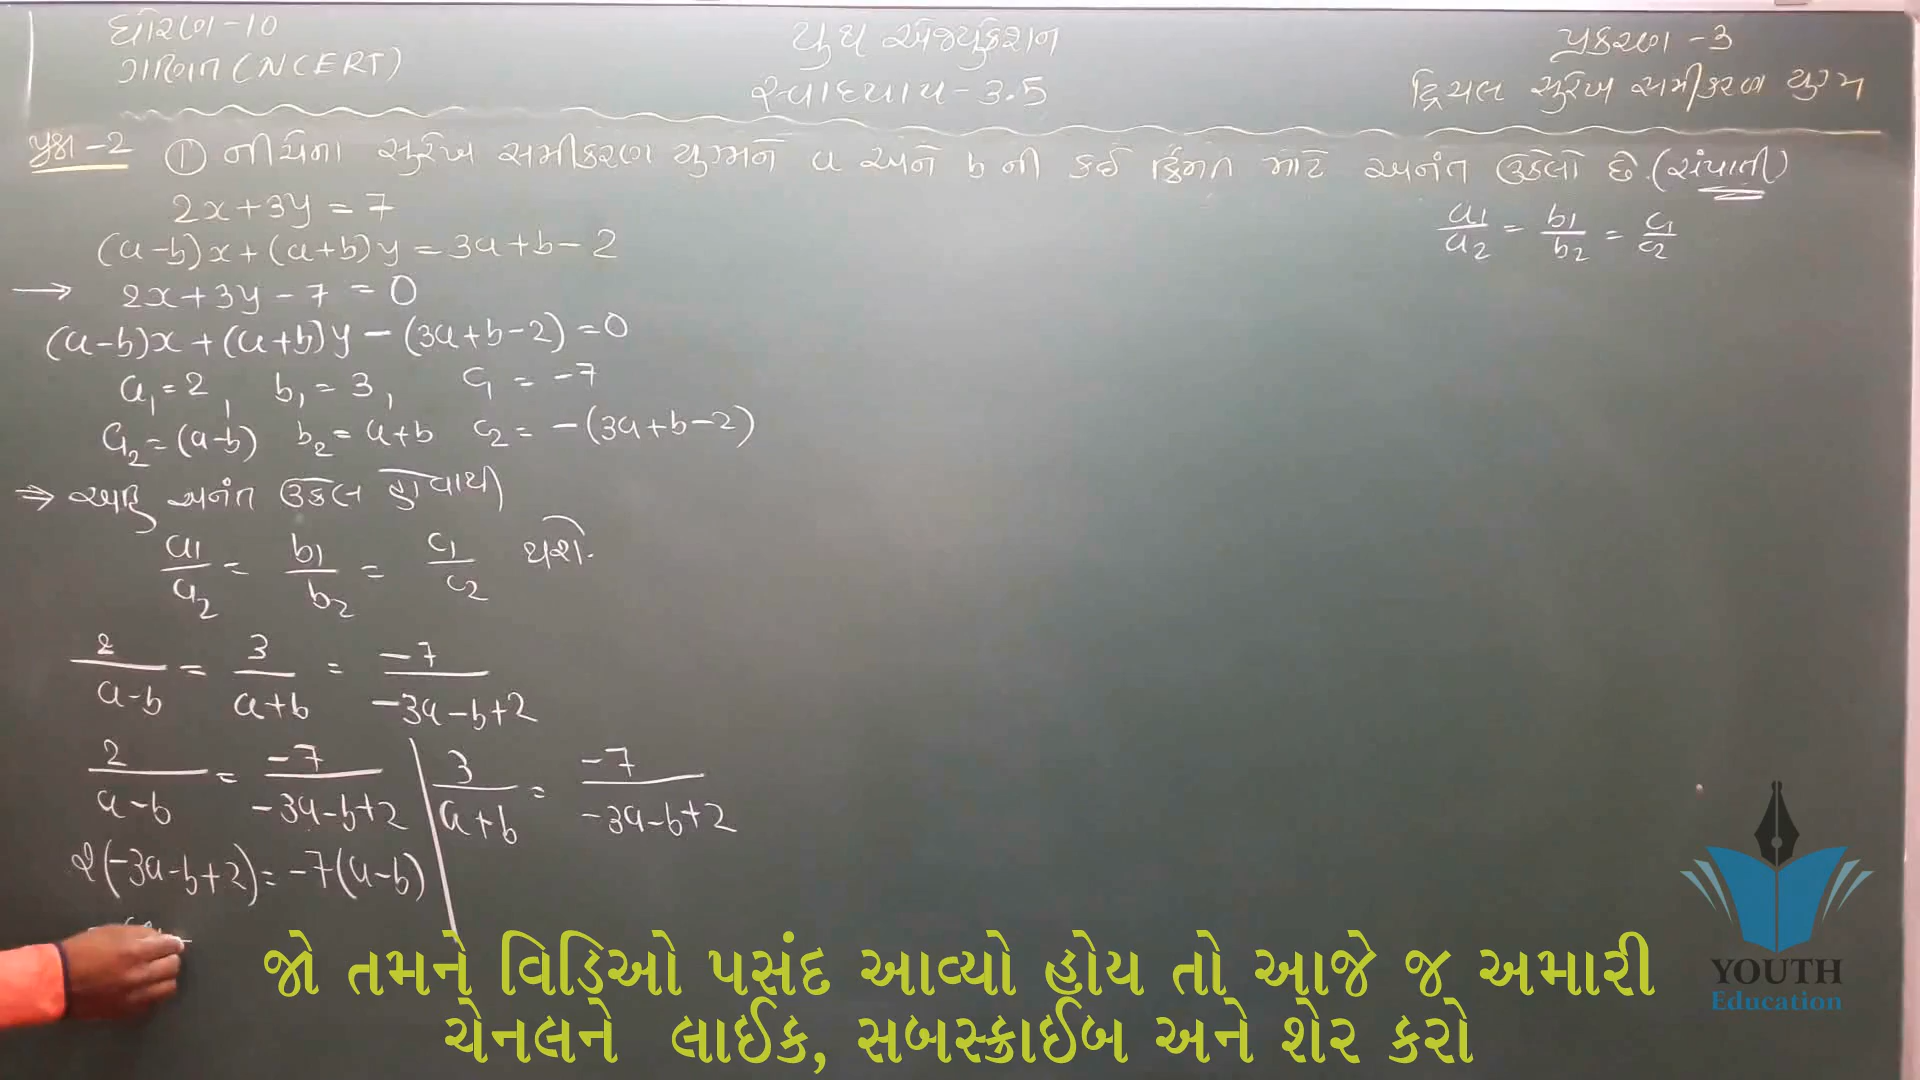 ધોરણ-10
ગણિત (NCERT)
યુથ એજ્યુકેશન
સ્વાધ્યાય-3.5
પ્રકરણ-3
દ્વિચલ સુરેખ સમીકરણ યુગ્મ
પ્રશ્ન-2 ① નીચેના સુરેખ સમીકરણ યુગ્મને a અને b ની કઈ કિંમત માટે અનંત ઉકેલો છે. (સંપાતી)
2x+3y=7
(a-b)x+(a+b)y=3a+b-2
a1/a2 = b1/b2 = c1/c2
→ 2x+3y-7=0
(a-b)x+(a+b)y-(3a+b-2)=0
a1=2, b1=3, c1=-7
a2=(a-b) b2=a+b c2=-(3a+b-2)
⇒ અહીં અનંત ઉકેલ હોવાથી
a1/a2 = b1/b2 = c1/c2 થશે.
2/a-b = 3/a+b = -7/-3a-b+2
2/a-b = -7/-3a-b+2 | 3/a+b = -7/-3a-b+2
2(-3a-b+2)=-7(a-b)
જો તમને વિડિઓ પસંદ આવ્યો હોય તો આજે જ અમારી
ચેનલને લાઈક, સબસ્ક્રાઈબ અને શેર કરો
YOUTH
Education